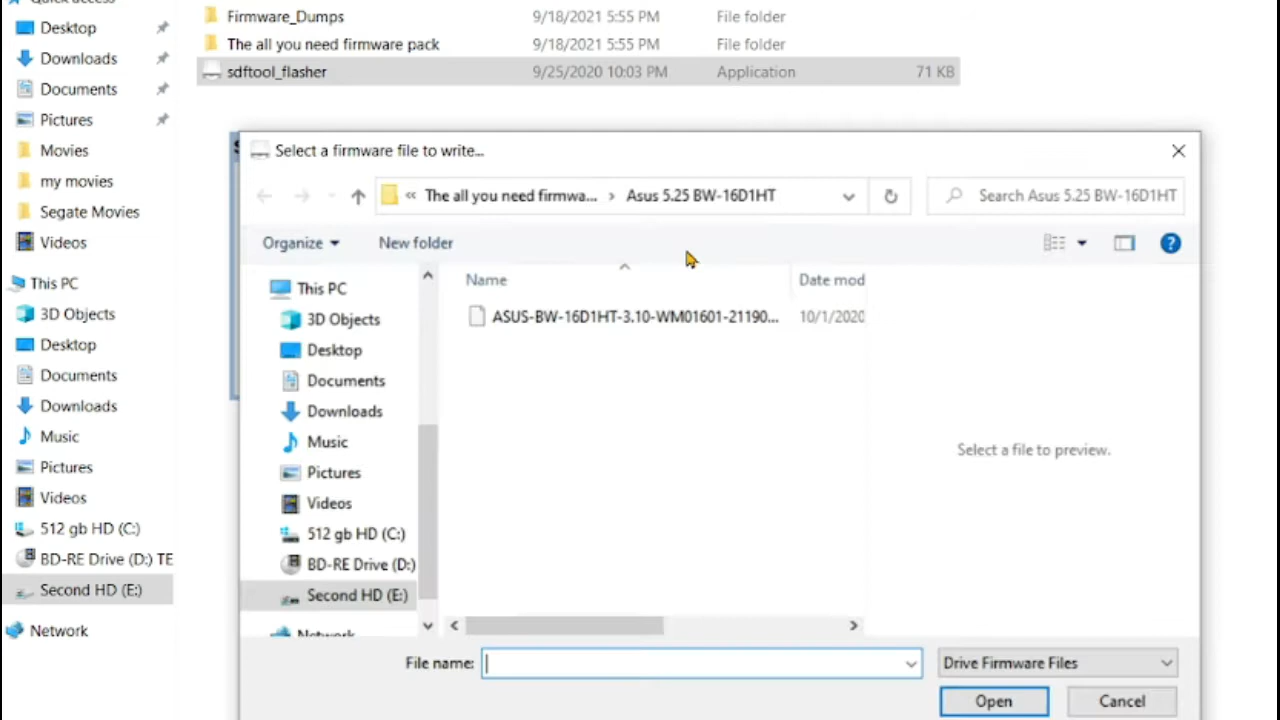 Quick access
Desktop
Downloads
Documents
Pictures
Movies
my movies
Segate Movies
Videos
This PC
3D Objects
Desktop
Documents
Downloads
Music
Pictures
Videos
512 gb HD (C:)
BD-RE Drive (D:) TE
Second HD (E:)
Network
Firmware_Dumps 9/18/2021 5:55 PM File folder
The all you need firmware pack 9/18/2021 5:55 PM File folder
sdftool_flasher 9/25/2020 10:03 PM Application 71 KB
Select a firmware file to write...
« The all you need firmwa... › Asus 5.25 BW-16D1HT
Search Asus 5.25 BW-16D1HT
Organize
New folder
This PC
3D Objects
Desktop
Documents
Downloads
Music
Pictures
Videos
512 gb HD (C:)
BD-RE Drive (D:)
Second HD (E:)
Network
Name Date mod
ASUS-BW-16D1HT-3.10-WM01601-21190... 10/1/2020
Select a file to preview.
File name:
Drive Firmware Files
Open
Cancel